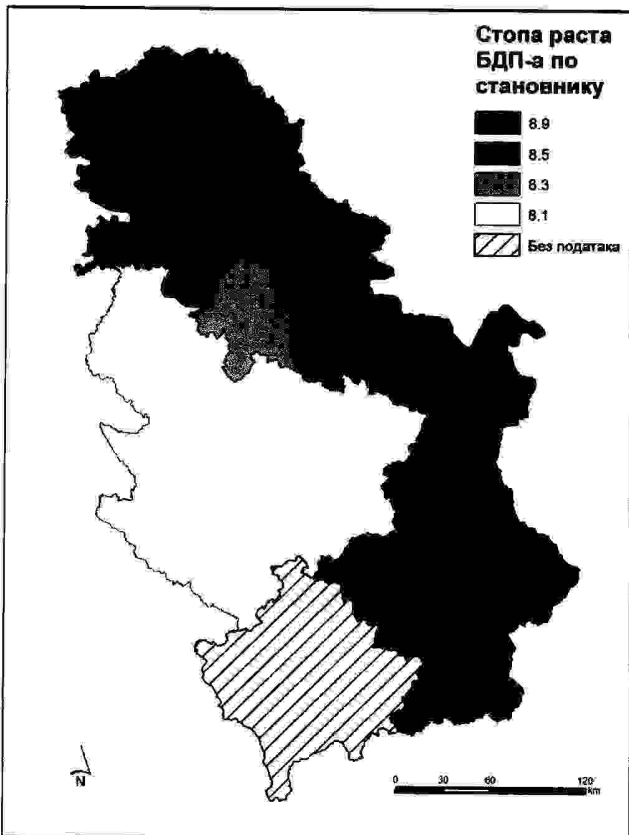 Стопа раста
БДП-а по
становнику
8.9
8.5
8.3
8.1
Без података
N
0 30 60 120
km